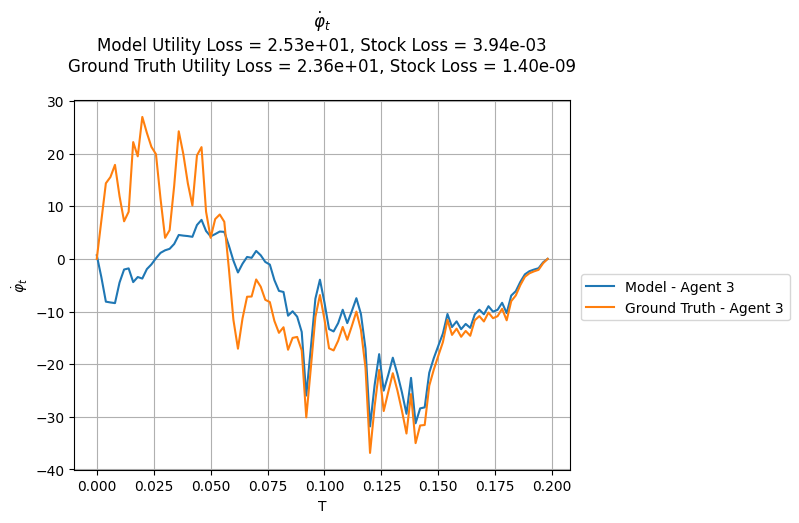 φ̇ₜ
Model Utility Loss = 2.53e+01, Stock Loss = 3.94e-03
Ground Truth Utility Loss = 2.36e+01, Stock Loss = 1.40e-09
30
20
10
0
−10
−20
−30
−40
φ̇ₜ
0.000 0.025 0.050 0.075 0.100 0.125 0.150 0.175 0.200
T
Model - Agent 3
Ground Truth - Agent 3